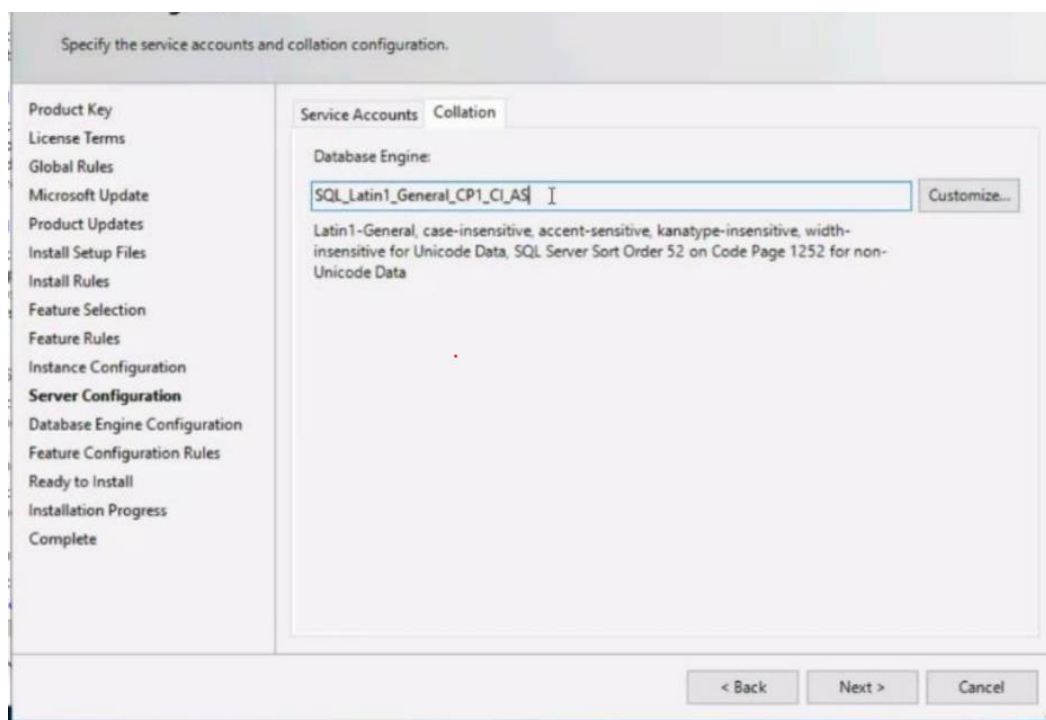 Specify the service accounts and collation configuration.
Product Key
License Terms
Global Rules
Microsoft Update
Product Updates
Install Setup Files
Install Rules
Feature Selection
Feature Rules
Instance Configuration
Server Configuration
Database Engine Configuration
Feature Configuration Rules
Ready to Install
Installation Progress
Complete
Service Accounts Collation
Database Engine:
SQL_Latin1_General_CP1_CI_AS
Customize...
Latin1-General, case-insensitive, accent-sensitive, kanatype-insensitive, width-
insensitive for Unicode Data, SQL Server Sort Order 52 on Code Page 1252 for non-
Unicode Data
< Back Next > Cancel